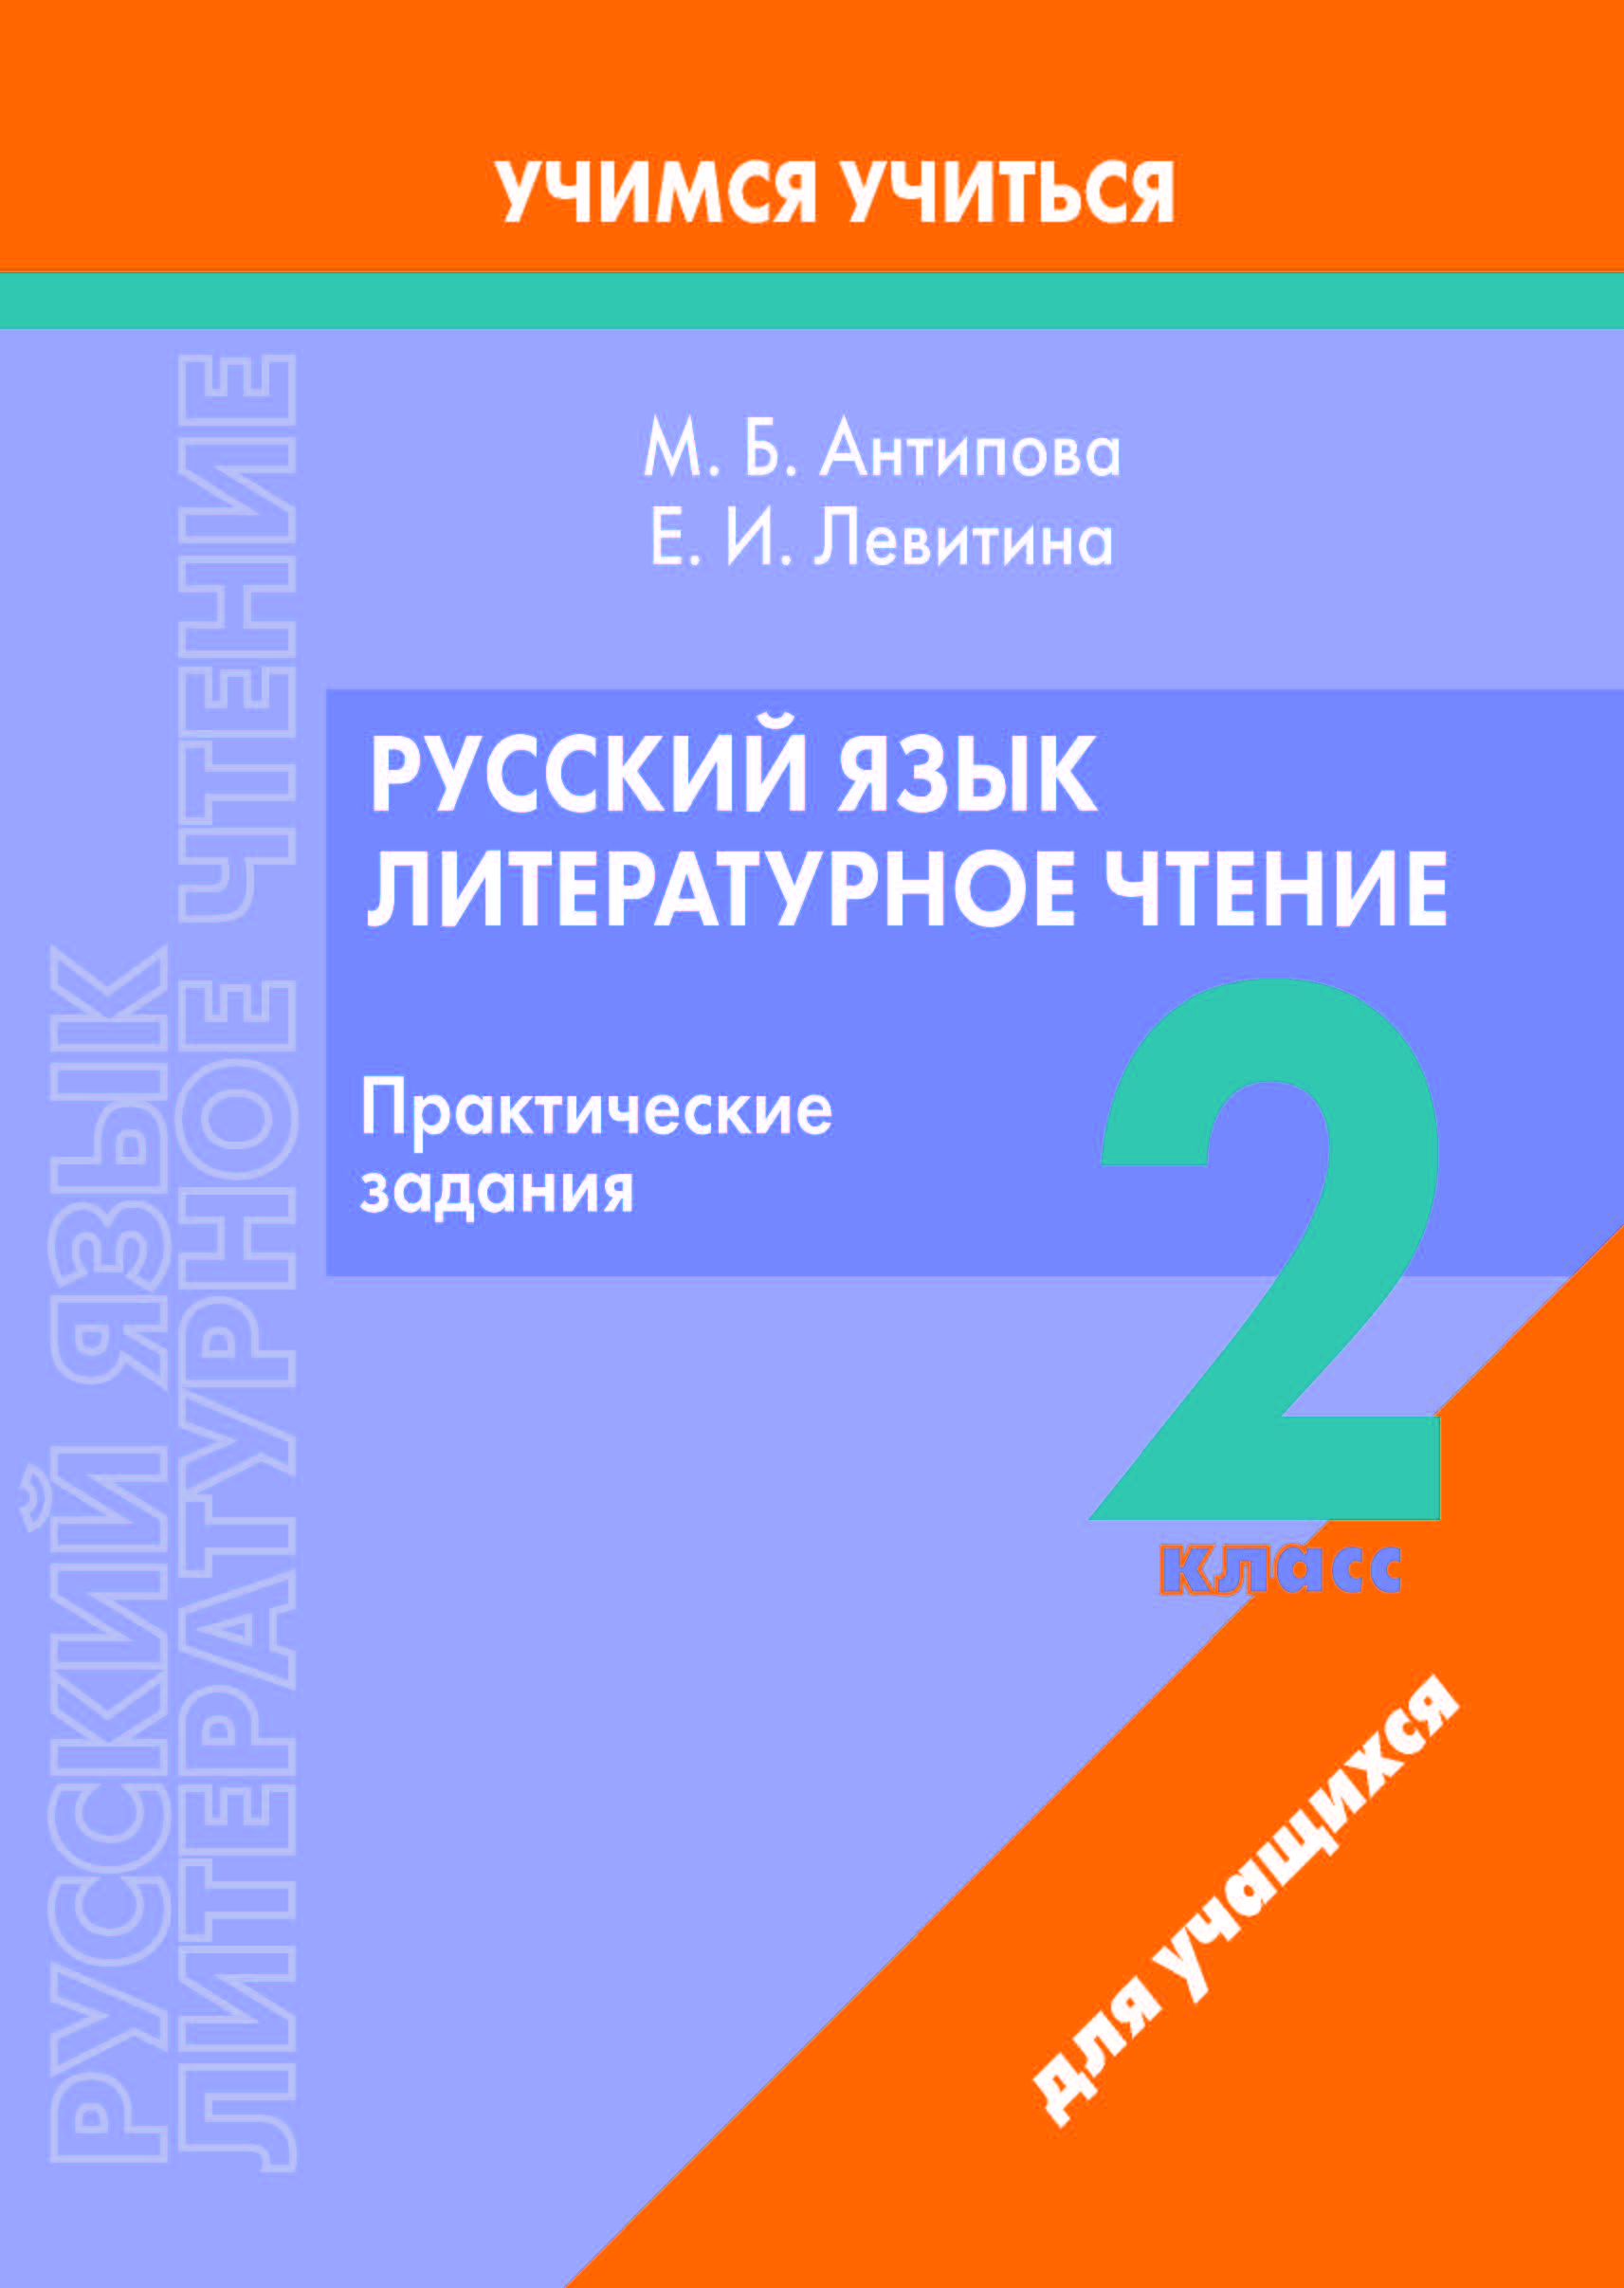 УЧИМСЯ УЧИТЬСЯ
М. Б. Антипова
Е. И. Левитина
РУССКИЙ ЯЗЫК
ЛИТЕРАТУРНОЕ ЧТЕНИЕ
Практические
задания
2
класс
для учащихся
РУССКИЙ ЯЗЫК
ЛИТЕРАТУРНОЕ ЧТЕНИЕ